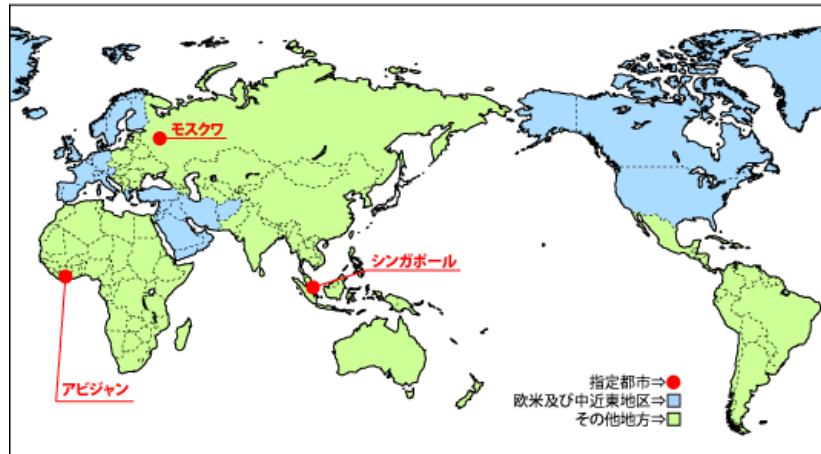 モスクワ
シンガポール
アビジャン
指定都市⇒
欧米及び中近東地区⇒
その他地方⇒